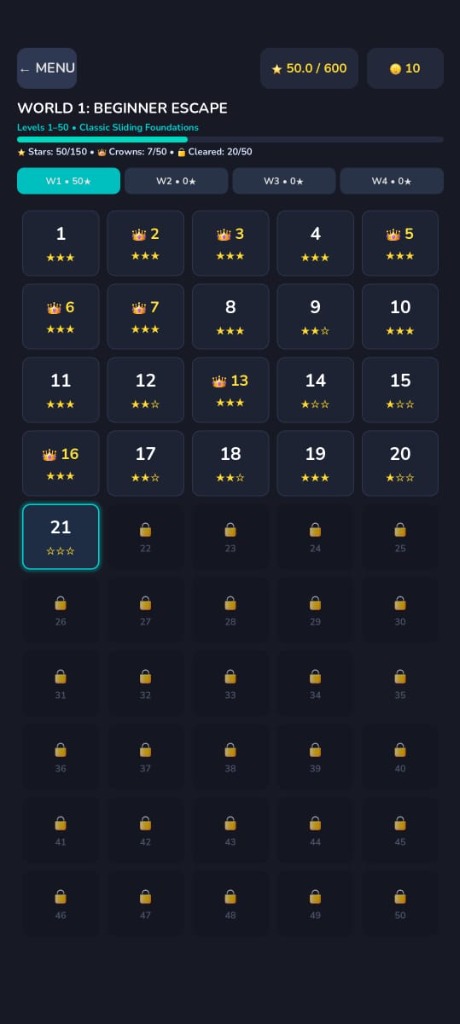 ← MENU
★ 50.0 / 600
10
WORLD 1: BEGINNER ESCAPE
Levels 1–50 • Classic Sliding Foundations
⭐ Stars: 50/150 • 👑 Crowns: 7/50 • 🔒 Cleared: 20/50
W1 • 50★ W2 • 0★ W3 • 0★ W4 • 0★
1 👑 2 👑 3 4 👑 5
★★★ ★★★ ★★★ ★★★ ★★★
👑 6 👑 7 8 9 10
★★★ ★★★ ★★★ ★★☆ ★★★
11 12 👑 13 14 15
★★★ ★★☆ ★★★ ★☆☆ ★☆☆
👑 16 17 18 19 20
★★★ ★★☆ ★★☆ ★★★ ★☆☆
21
☆☆☆
22 23 24 25
26 27 28 29 30
31 32 33 34 35
36 37 38 39 40
41 42 43 44 45
46 47 48 49 50